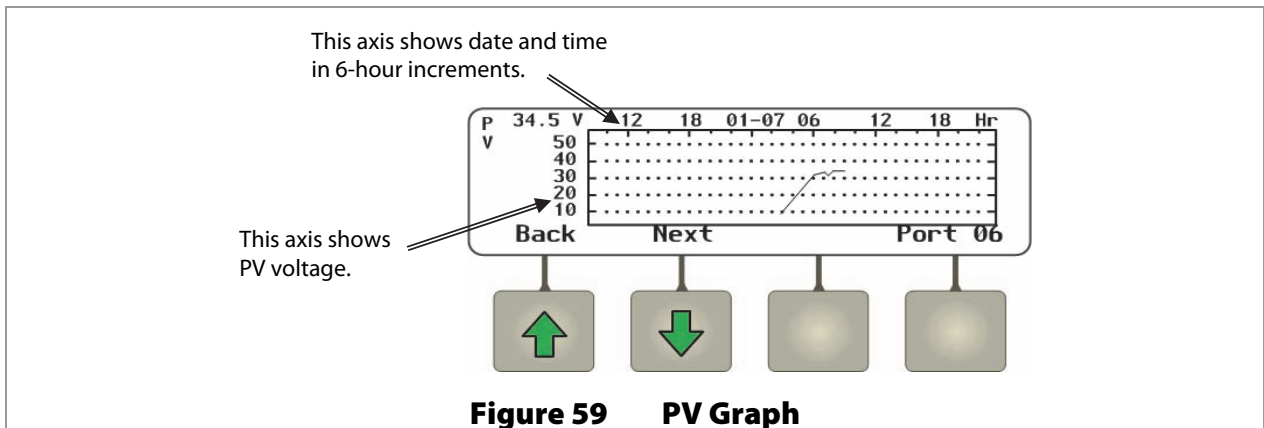 This axis shows date and time
in 6-hour increments.
P 34.5 V 12 18 01-07 06 12 18 Hr
V 50
40
30
20
10
Back Next Port 06
This axis shows
PV voltage.
Figure 59 PV Graph